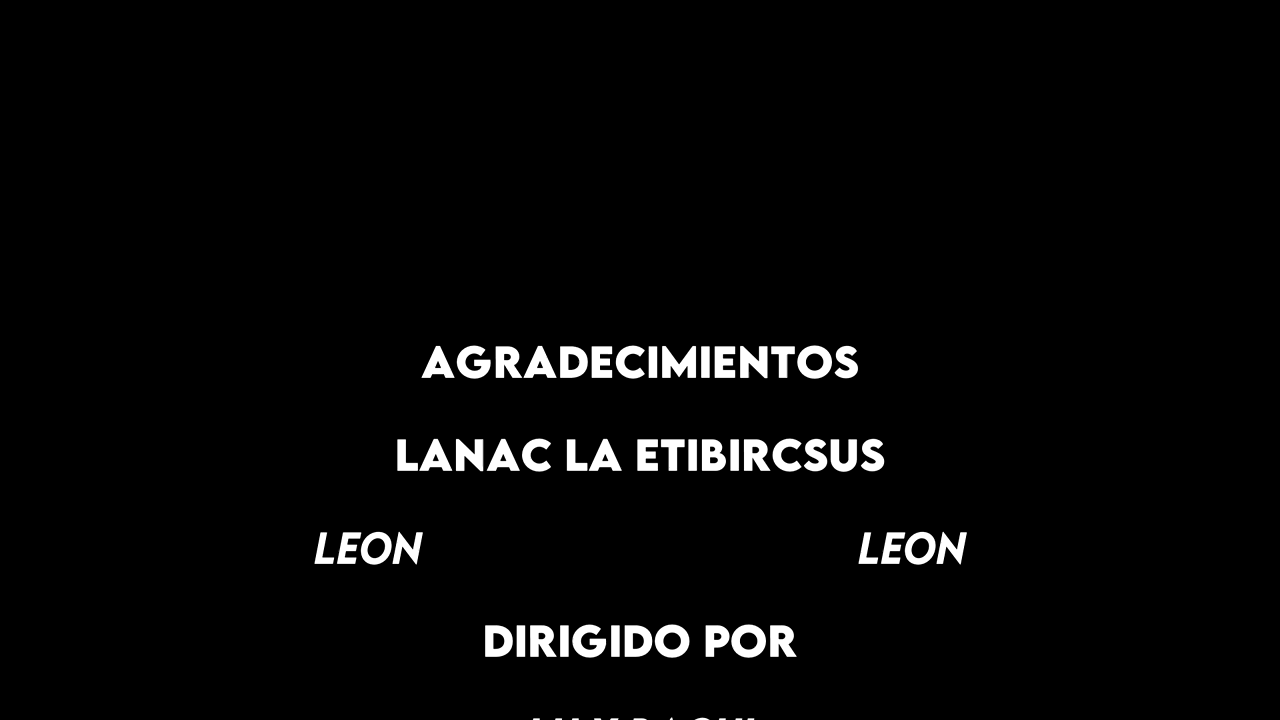 AGRADECIMIENTOS
LANAC LA ETIBIRCSUS
LEON LEON
DIRIGIDO POR